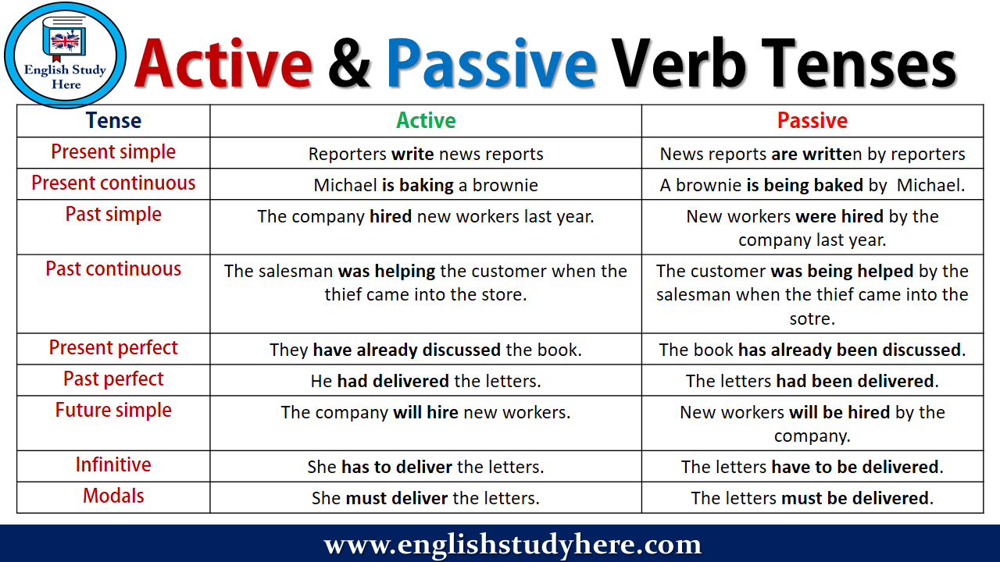 English Study
Here
Active & Passive Verb Tenses
Tense Active Passive
Present simple Reporters write news reports News reports are written by reporters
Present continuous Michael is baking a brownie A brownie is being baked by Michael.
Past simple The company hired new workers last year. New workers were hired by the
company last year.
Past continuous The salesman was helping the customer when the The customer was being helped by the
thief came into the store. salesman when the thief came into the
sotre.
Present perfect They have already discussed the book. The book has already been discussed.
Past perfect He had delivered the letters. The letters had been delivered.
Future simple The company will hire new workers. New workers will be hired by the
company.
Infinitive She has to deliver the letters. The letters have to be delivered.
Modals She must deliver the letters. The letters must be delivered.
www.englishstudyhere.com